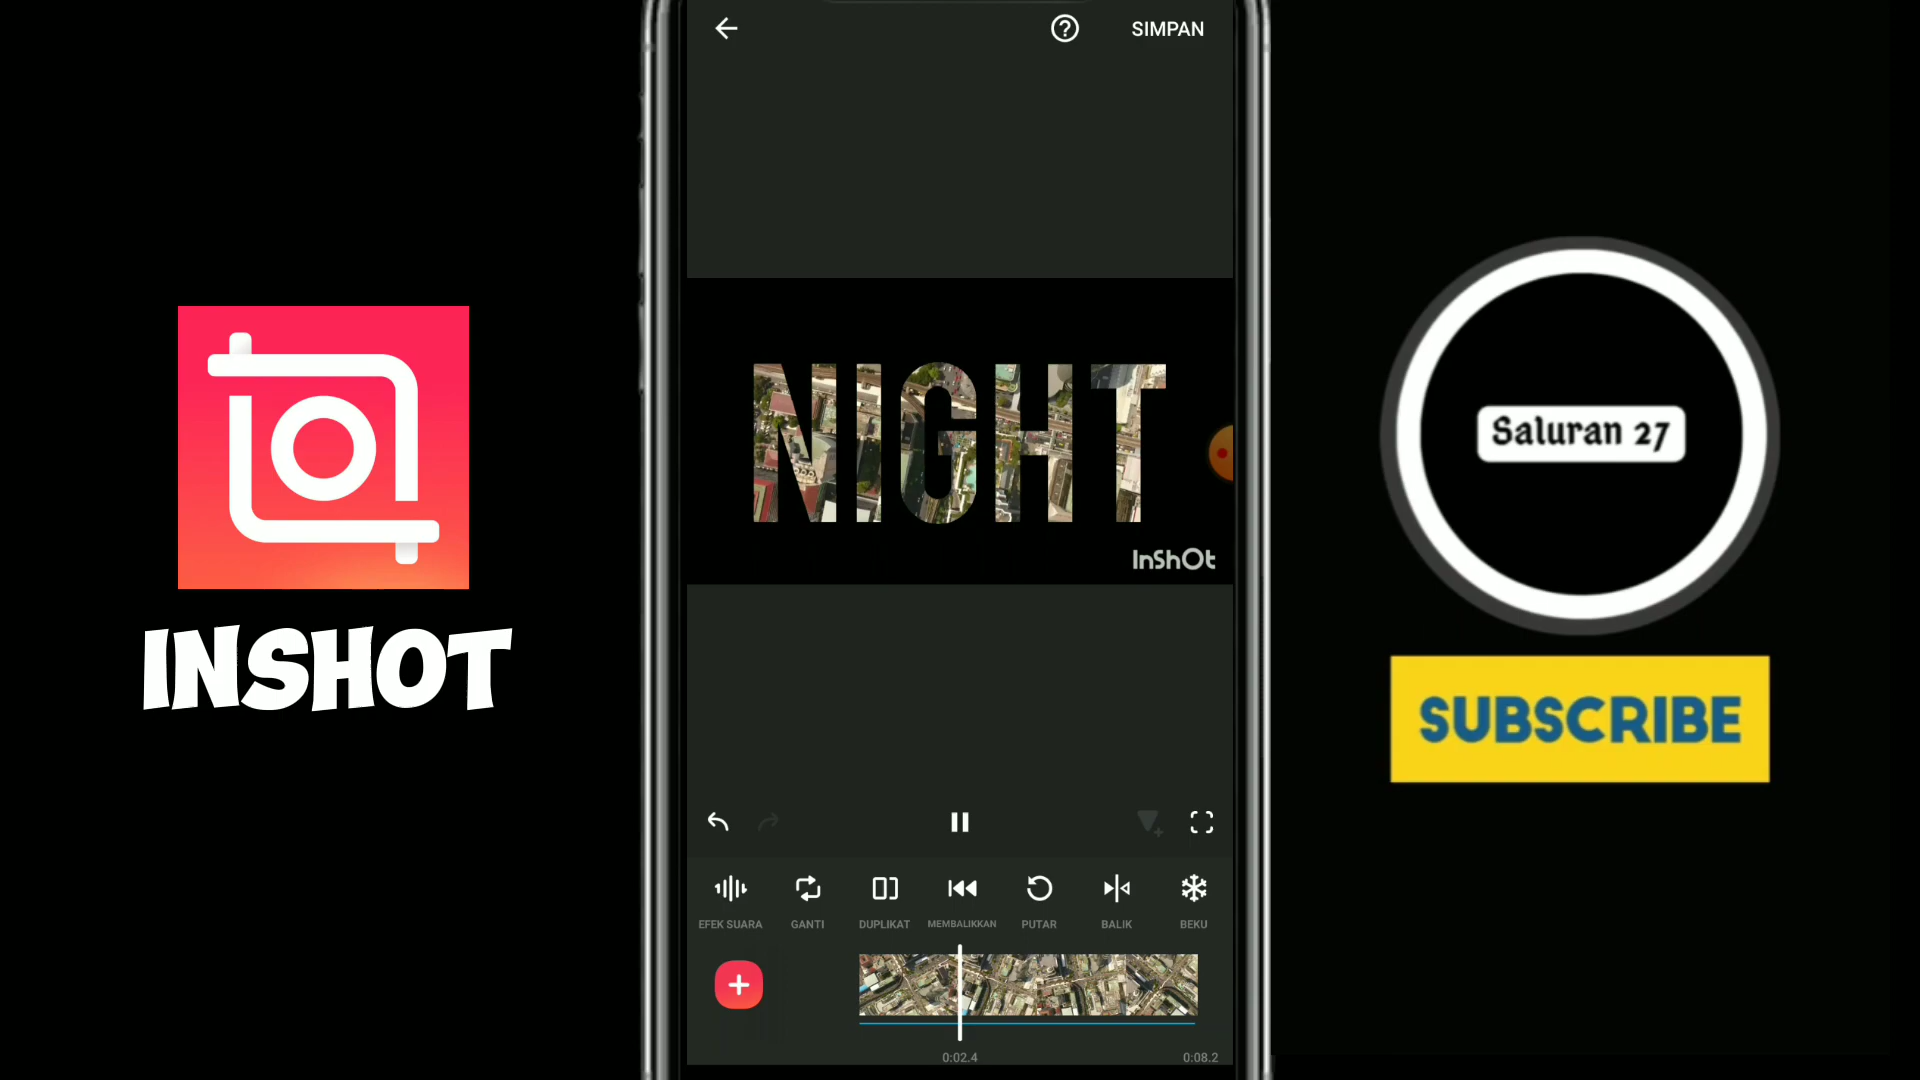 SIMPAN
NIGHT
InShOt
INSHOT
Saluran 27
SUBSCRIBE
EFEK SUARA
GANTI
DUPLIKAT
MEMBALIKKAN
PUTAR
BALIK
BEKU
0:02.4
0:08.2